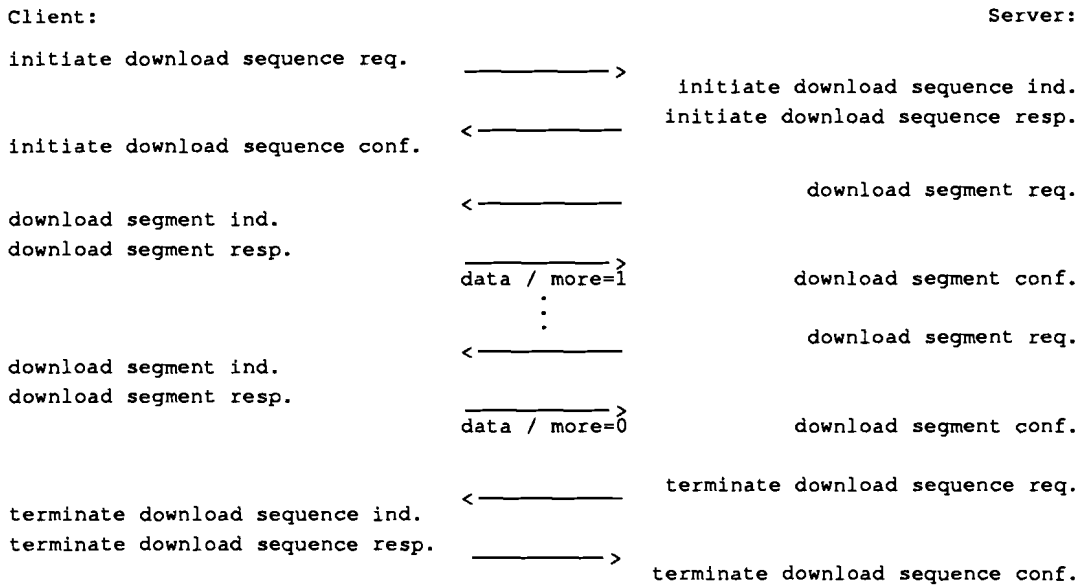 Client: Server:
initiate download sequence req.
initiate download sequence ind.
initiate download sequence resp.
initiate download sequence conf.
download segment req.
download segment ind.
download segment resp.
data / more=1 download segment conf.
download segment req.
download segment ind.
download segment resp.
data / more=0 download segment conf.
terminate download sequence req.
terminate download sequence ind.
terminate download sequence resp.
terminate download sequence conf.